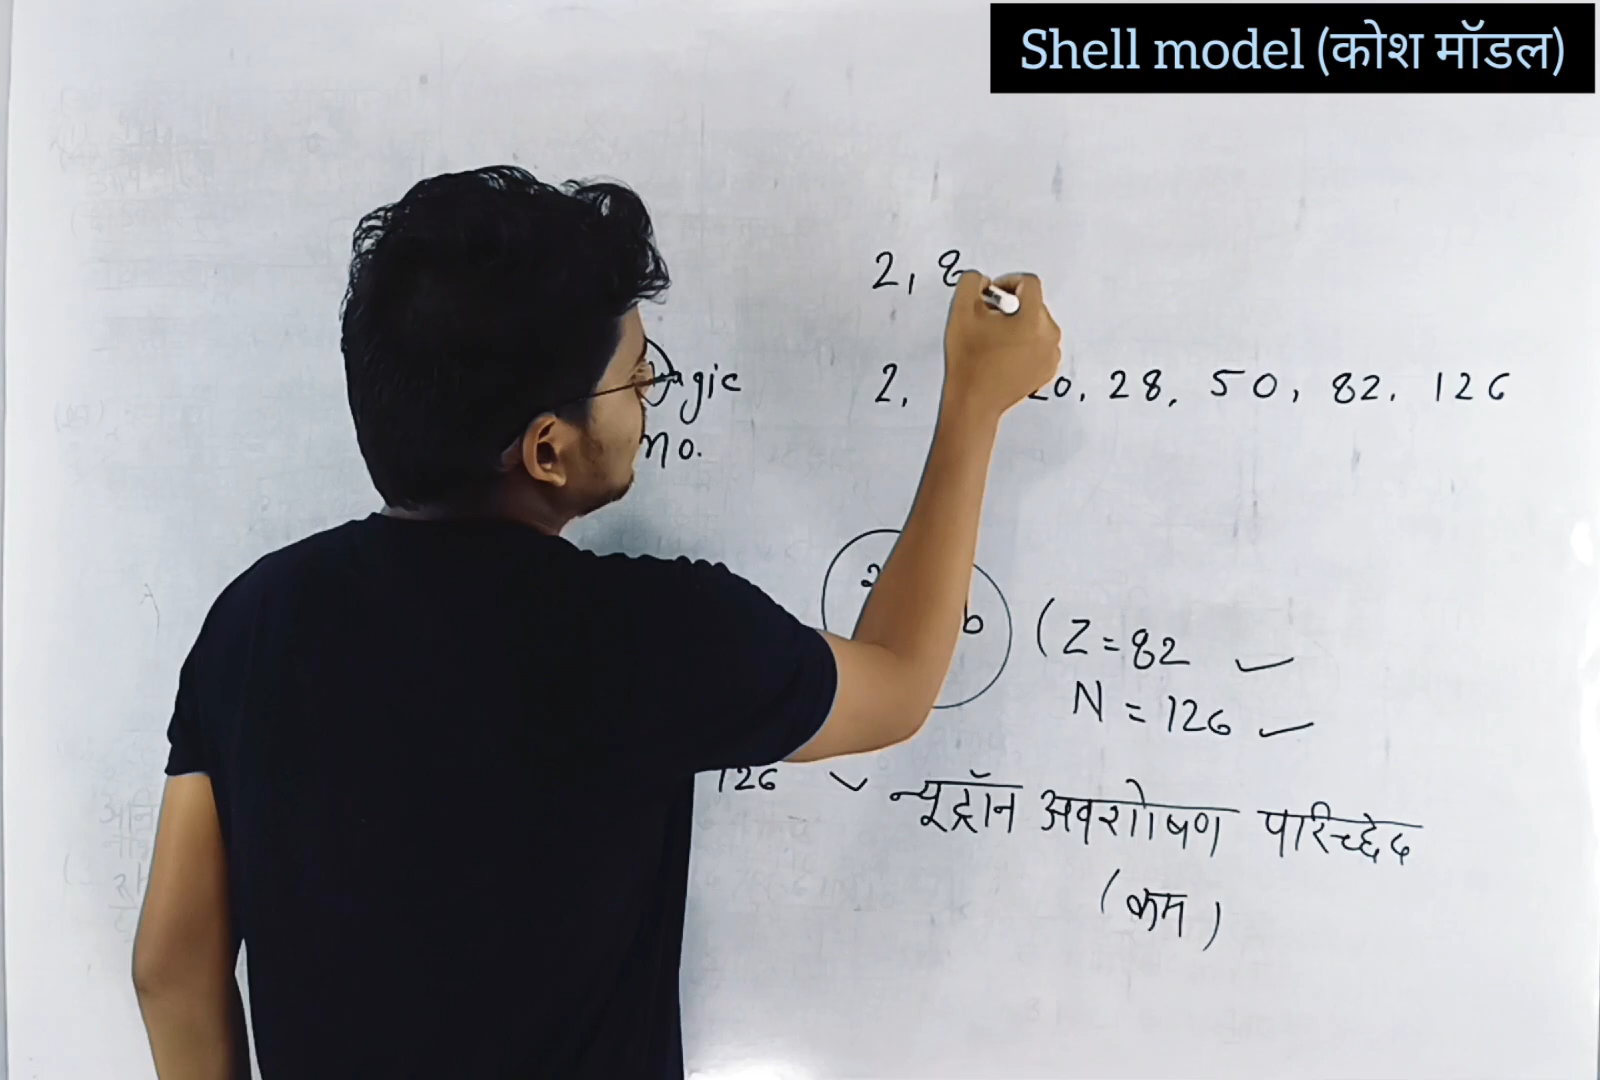 Shell model (कोश मॉडल)
2, 8
2, 20, 28, 50, 82, 126
no.
(Z=82
N = 126
126
न्यूट्रॉन अवशोषण परिच्छेद
(कम)